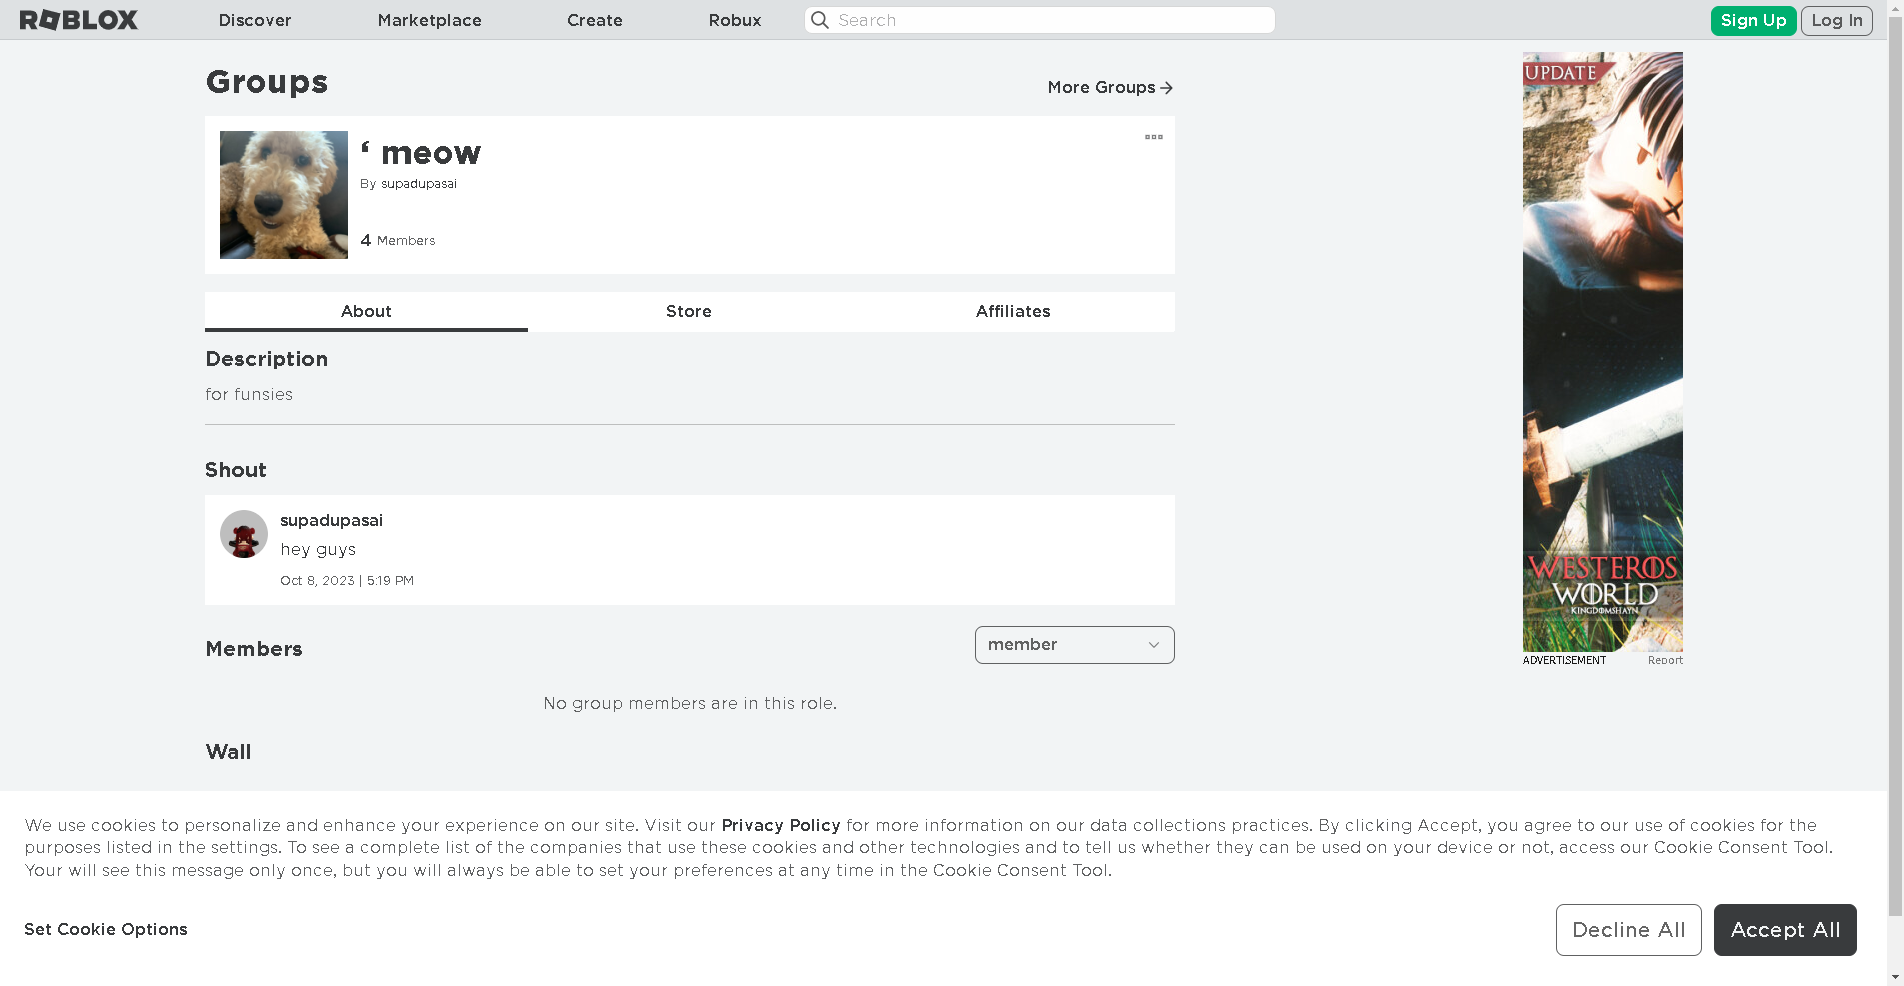 ROBLOX
Discover
Marketplace
Create
Robux
Search
Sign Up
Log In
Groups
More Groups
‘ meow
By supadupasai
4 Members
About
Store
Affiliates
Description
for funsies
Shout
supadupasai
hey guys
Oct 8, 2023 | 5:19 PM
Members
member
No group members are in this role.
Wall
UPDATE
WESTEROS
WORLD
KINGDOMSHAYN
ADVERTISEMENT
Report
We use cookies to personalize and enhance your experience on our site. Visit our Privacy Policy for more information on our data collections practices. By clicking Accept, you agree to our use of cookies for the
purposes listed in the settings. To see a complete list of the companies that use these cookies and other technologies and to tell us whether they can be used on your device or not, access our Cookie Consent Tool.
Your will see this message only once, but you will always be able to set your preferences at any time in the Cookie Consent Tool.
Set Cookie Options
Decline All
Accept All